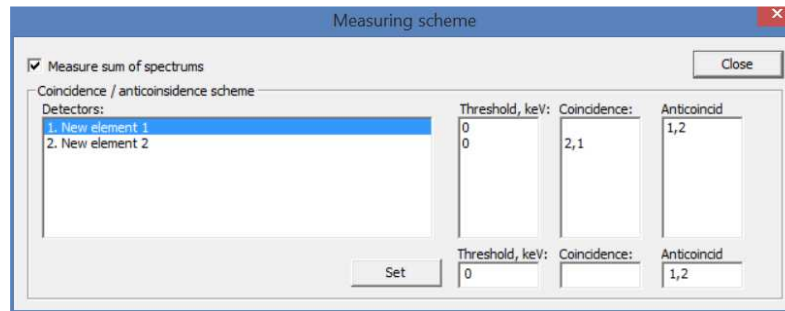 Measuring scheme
Measure sum of spectrums
Close
Coincidence / anticoinsidence scheme
Detectors:
Threshold, keV: Coincidence: Anticoincid
1. New element 1 0 1,2
2. New element 2 0 2,1
Threshold, keV: Coincidence: Anticoincid
Set 0 1,2